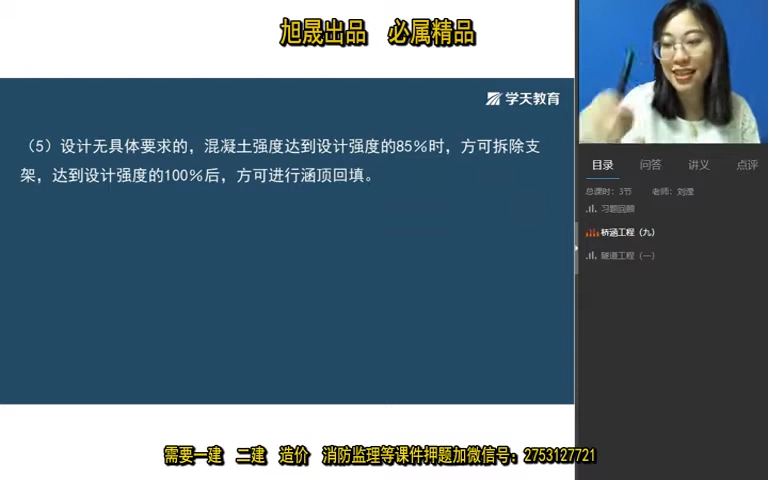 旭晟出品 必属精品
学天教育
（5）设计无具体要求的，混凝土强度达到设计强度的85％时，方可拆除支
架，达到设计强度的100％后，方可进行涵顶回填。
目录 问答 讲义 点评
总课时：3节 老师：刘滢
习题回顾
桥涵工程（九）
隧道工程（一）
需要一建 二建 造价 消防监理等课件押题加微信号：2753127721